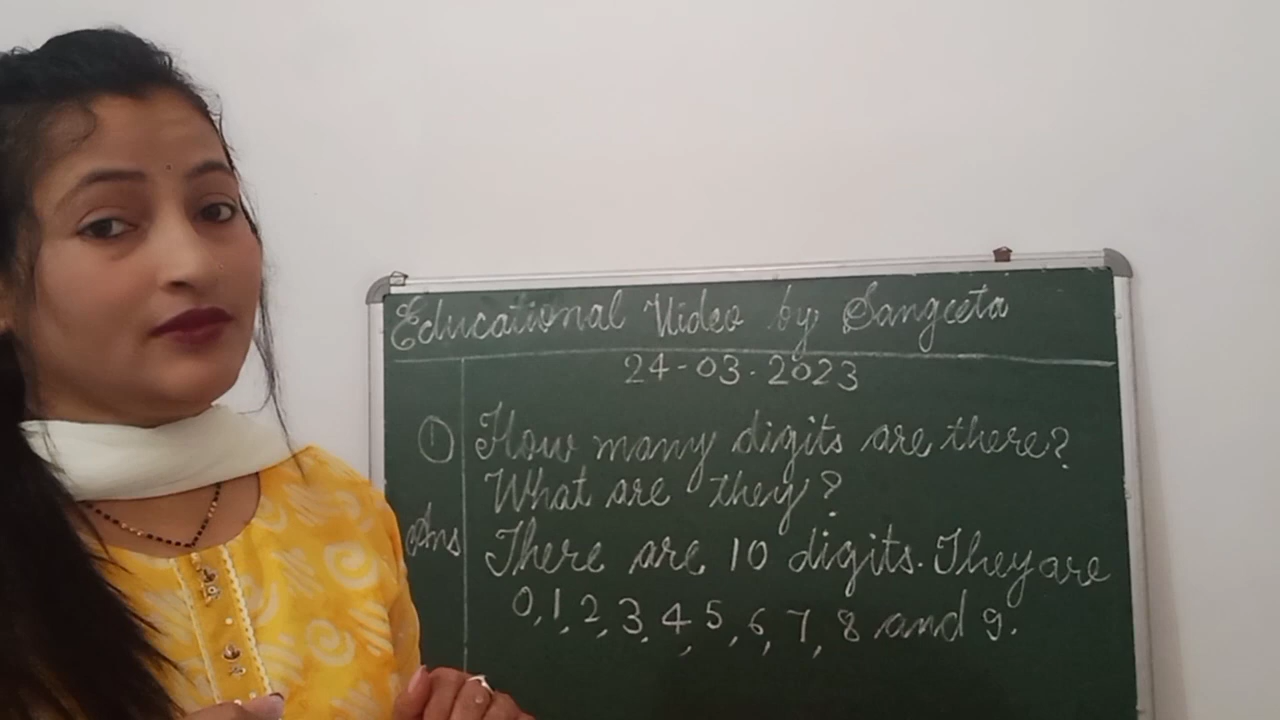 Educational Video by Sangeeta
24-03-2023
① How many digits are there?
What are they?
Ans There are 10 digits. They are
0, 1, 2, 3, 4, 5, 6, 7, 8 and 9.